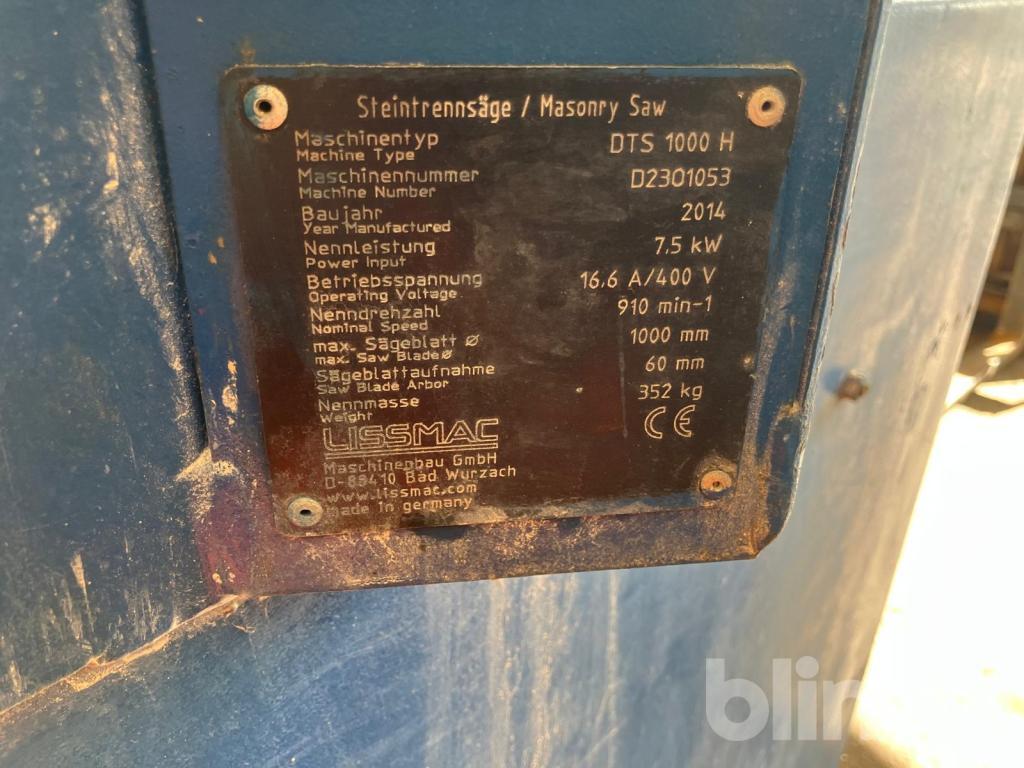 Steintrennsäge / Masonry Saw
Maschinentyp DTS 1000 H
Machine Type
Maschinennummer D2301053
Machine Number
Baujahr 2014
Year Manufactured
Nennleistung 7,5 kW
Power Input
Betriebsspannung 16,6 A/400 V
Operating Voltage
Nenndrehzahl 910 min-1
Nominal Speed
max. Sägeblatt ø 1000 mm
max. Saw Blade ø
Sägeblattaufnahme 60 mm
Saw Blade Arbor
Nennmasse 352 kg
Weight
CE
LISSMAC
Maschinenbau GmbH
D-88410 Bad Wurzach
www.lissmac.com
made in germany